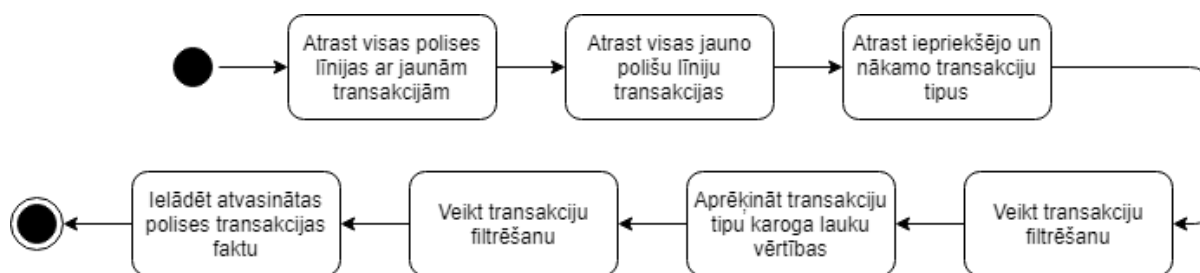 Atrast visas polises
līnijas ar jaunām
transakcijām
Atrast visas jauno
polišu līniju
transakcijas
Atrast iepriekšējo un
nākamo transakciju
tipus
Veikt transakciju
filtrēšanu
Aprēķināt transakciju
tipu karoga lauku
vērtības
Veikt transakciju
filtrēšanu
Ielādēt atvasinātas
polises transakcijas
faktu